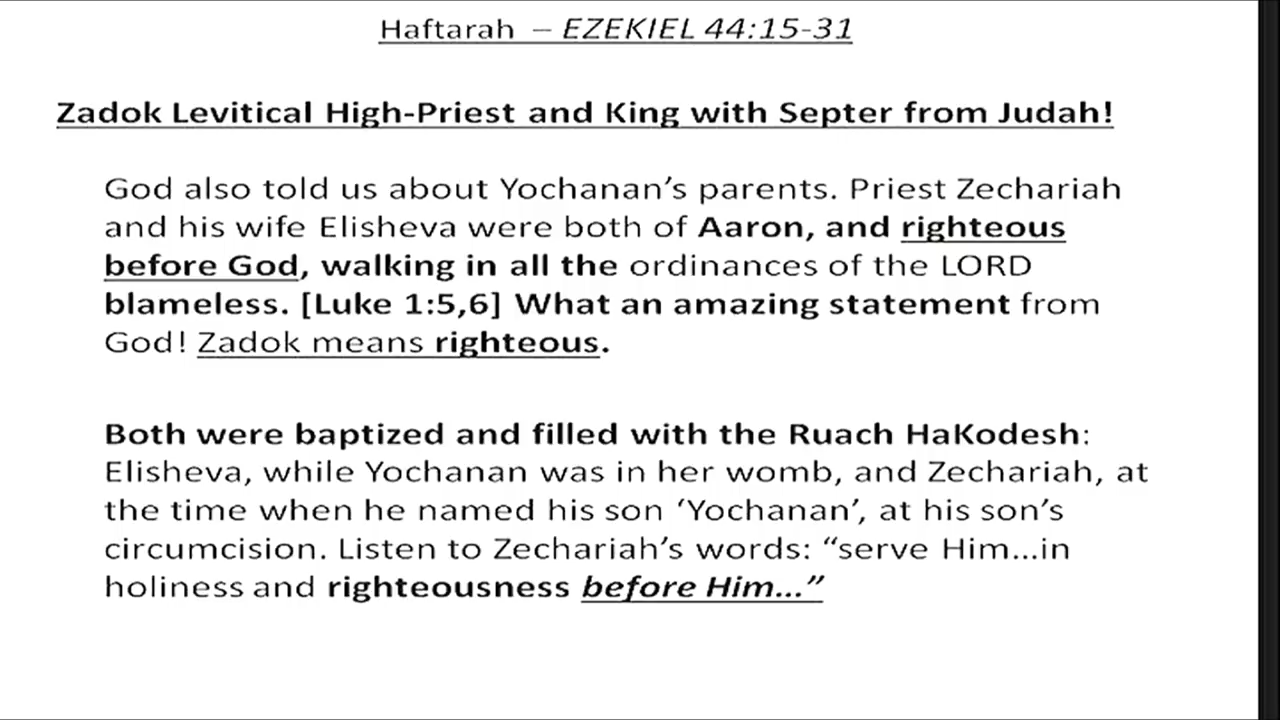 Haftarah – EZEKIEL 44:15-31
Zadok Levitical High-Priest and King with Septer from Judah!
God also told us about Yochanan’s parents. Priest Zechariah
and his wife Elisheva were both of Aaron, and righteous
before God, walking in all the ordinances of the LORD
blameless. [Luke 1:5,6] What an amazing statement from
God! Zadok means righteous.
Both were baptized and filled with the Ruach HaKodesh:
Elisheva, while Yochanan was in her womb, and Zechariah, at
the time when he named his son ‘Yochanan’, at his son’s
circumcision. Listen to Zechariah’s words: “serve Him...in
holiness and righteousness before Him...”